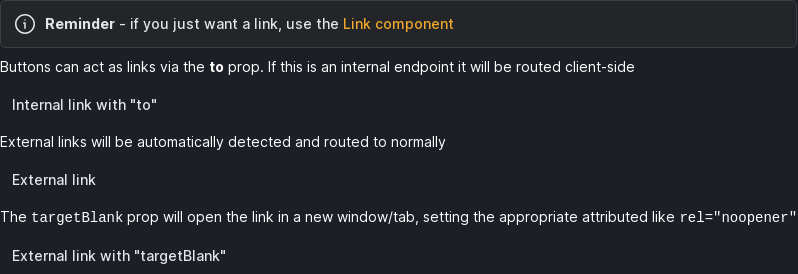 Reminder - if you just want a link, use the Link component
Buttons can act as links via the to prop. If this is an internal endpoint it will be routed client-side
Internal link with "to"
External links will be automatically detected and routed to normally
External link
The targetBlank prop will open the link in a new window/tab, setting the appropriate attributed like rel="noopener"
External link with "targetBlank"